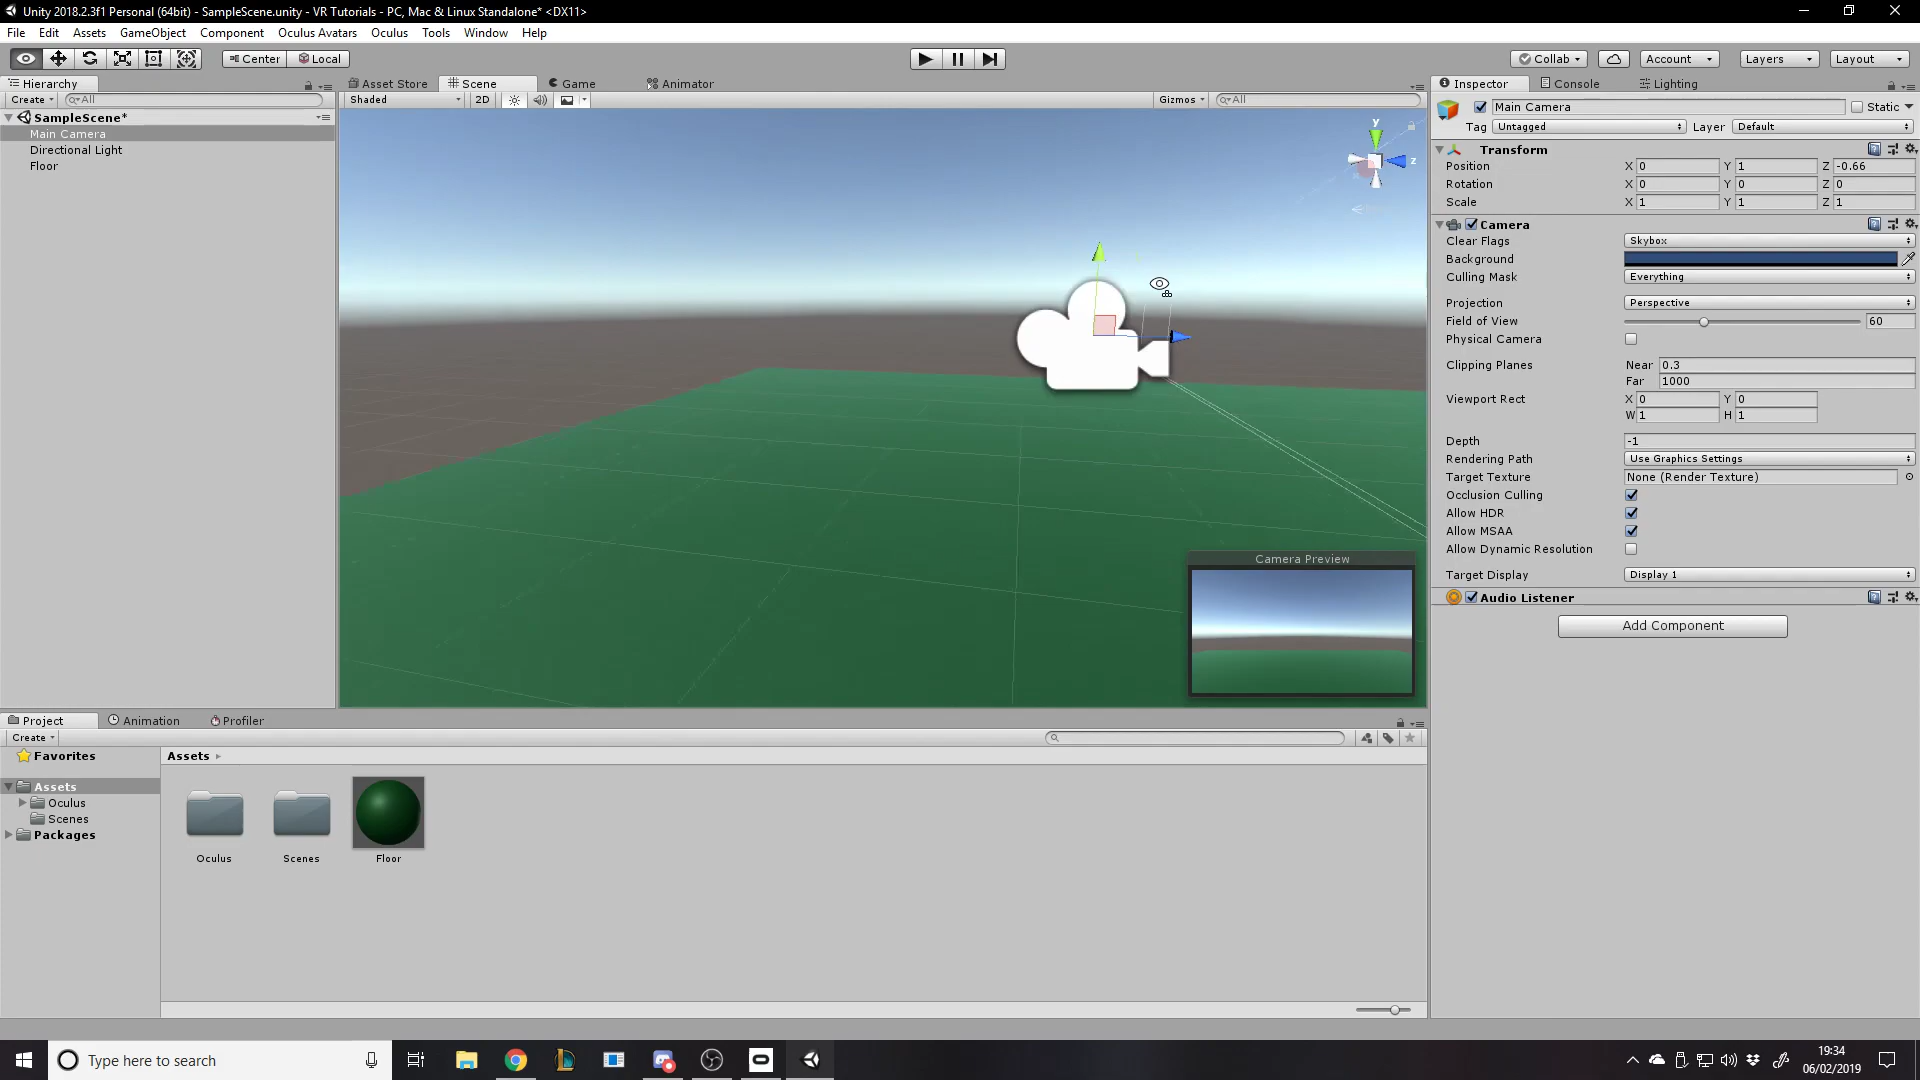 Unity 2018.2.3f1 Personal (64bit) - SampleScene.unity - VR Tutorials - PC, Mac & Linux Standalone* <DX11>
File Edit Assets GameObject Component Oculus Avatars Oculus Tools Window Help
Center Local Collab Account Layers Layout
Hierarchy Asset Store Scene Game Animator Inspector Console Lighting
Create All Shaded 2D Gizmos All
Main Camera Static
SampleScene*
Main Camera
Directional Light
Floor
y
z
Tag Untagged Layer Default
Transform
Position X 0 Y 1 Z -0.66
Rotation X 0 Y 0 Z 0
Scale X 1 Y 1 Z 1
Camera
Clear Flags Skybox
Background
Culling Mask Everything
Projection Perspective
Field of View 60
Physical Camera
Clipping Planes Near 0.3
Far 1000
Viewport Rect X 0 Y 0
W 1 H 1
Depth -1
Rendering Path Use Graphics Settings
Target Texture None (Render Texture)
Occlusion Culling
Allow HDR
Allow MSAA
Allow Dynamic Resolution
Target Display Display 1
Audio Listener
Add Component
Camera Preview
Project Animation Profiler
Create
Favorites
Assets
Oculus
Scenes
Packages
Assets
Oculus Scenes Floor
Type here to search
19:34
06/02/2019